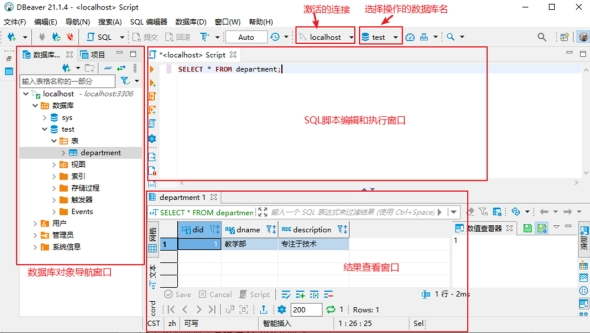 DBeaver 21.1.4 - <localhost> Script
激活的连接
选择操作的数据库名
文件(F) 编辑(E) 导航(N) 搜索(A) SQL 编辑器 数据库(D) 窗口(W) 帮助(H)
SQL 提交 回滚 T Auto localhost test
数据库... 项目
*<localhost> Script
输入表格名称的一部分
SELECT * FROM department;
localhost - localhost:3306
数据库
sys
test
表
department
视图
索引
存储过程
触发器
Events
用户
管理员
系统信息
SQL脚本编辑和执行窗口
数据库对象导航窗口
department 1
SELECT * FROM departmen 输入一个 SQL 表达式来过滤结果 (使用 Ctrl+Space)
数值查看器
网格
did dname description
1 1 教学部 专注于技术
1
文本
结果查看窗口
1 行 - 2ms
Save Cancel Script
200 1 Rows: 1
cord
CST zh 可写 智能插入 1 : 26 : 25 Sel